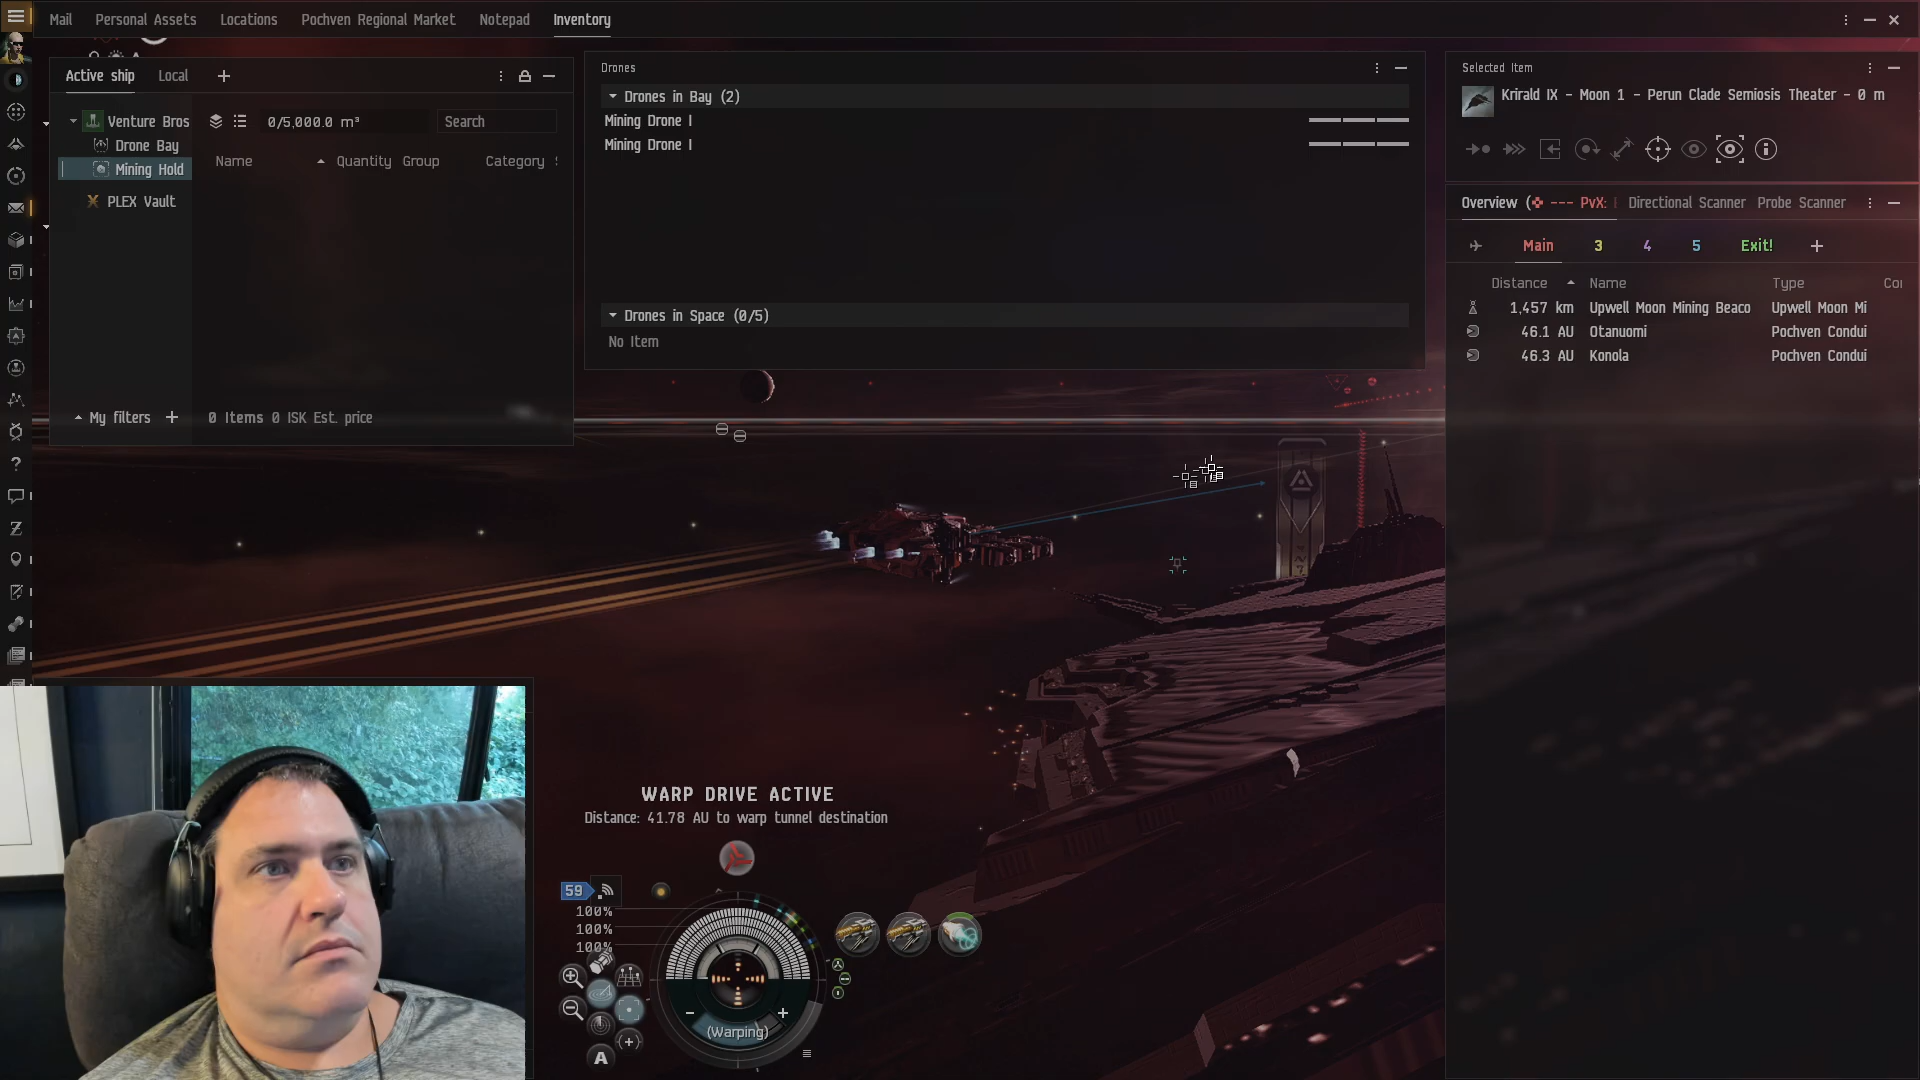 Mail Personal Assets Locations Pochven Regional Market Notepad Inventory
Active ship Local
Venture Bros
Drone Bay
Mining Hold
PLEX Vault
0/5,000.0 m³
Search
Name Quantity Group Category
My filters
0 Items 0 ISK Est. price
Drones
Drones in Bay (2)
Mining Drone I
Mining Drone I
Drones in Space (0/5)
No Item
Selected Item
Krirald IX - Moon 1 - Perun Clade Semiosis Theater - 0 m
Overview ( --- PvX: Directional Scanner Probe Scanner
Main 3 4 5 Exit!
Distance Name Type
1,457 km Upwell Moon Mining Beaco Upwell Moon Mi
46.1 AU Otanuomi Pochven Condui
46.3 AU Konola Pochven Condui
WARP DRIVE ACTIVE
Distance: 41.78 AU to warp tunnel destination
59
100%
100%
100%
(Warping)
A